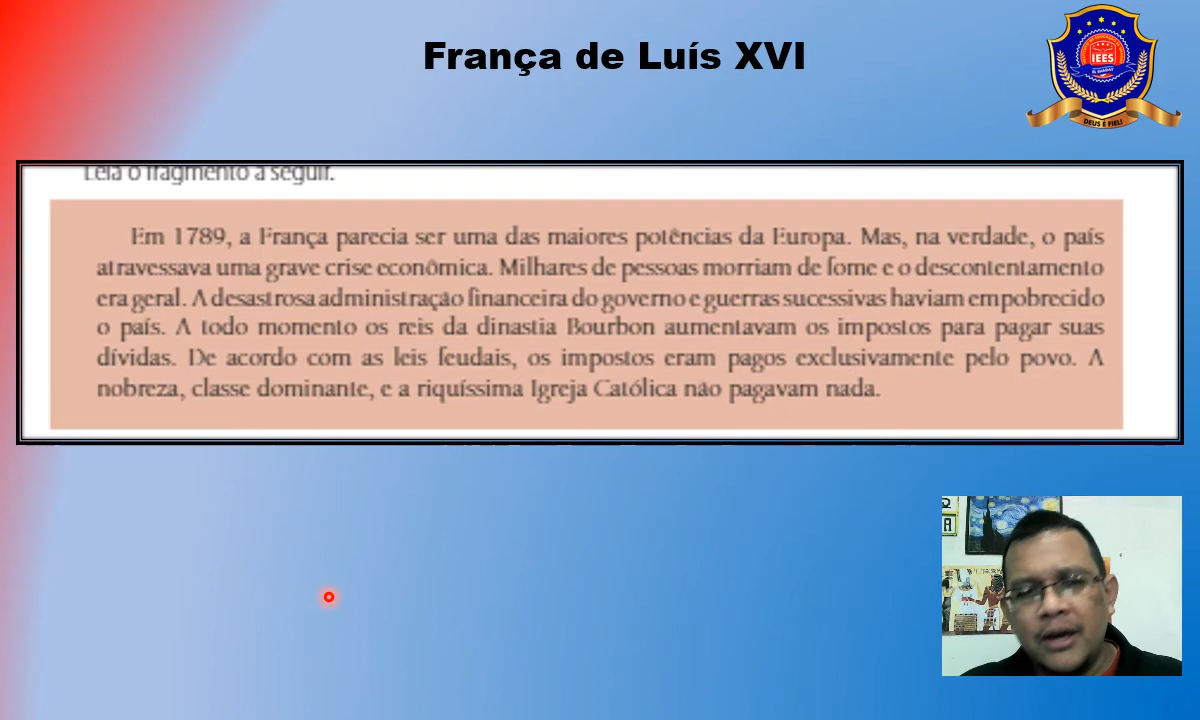 França de Luís XVI
IEES
DEUS É FIEL!
Leia o fragmento a seguir.
Em 1789, a França parecia ser uma das maiores potências da Europa. Mas, na verdade, o país
atravessava uma grave crise econômica. Milhares de pessoas morriam de fome e o descontentamento
era geral. A desastrosa administração financeira do governo e guerras sucessivas haviam empobrecido
o país. A todo momento os reis da dinastia Bourbon aumentavam os impostos para pagar suas
dívidas. De acordo com as leis feudais, os impostos eram pagos exclusivamente pelo povo. A
nobreza, classe dominante, e a riquíssima Igreja Católica não pagavam nada.